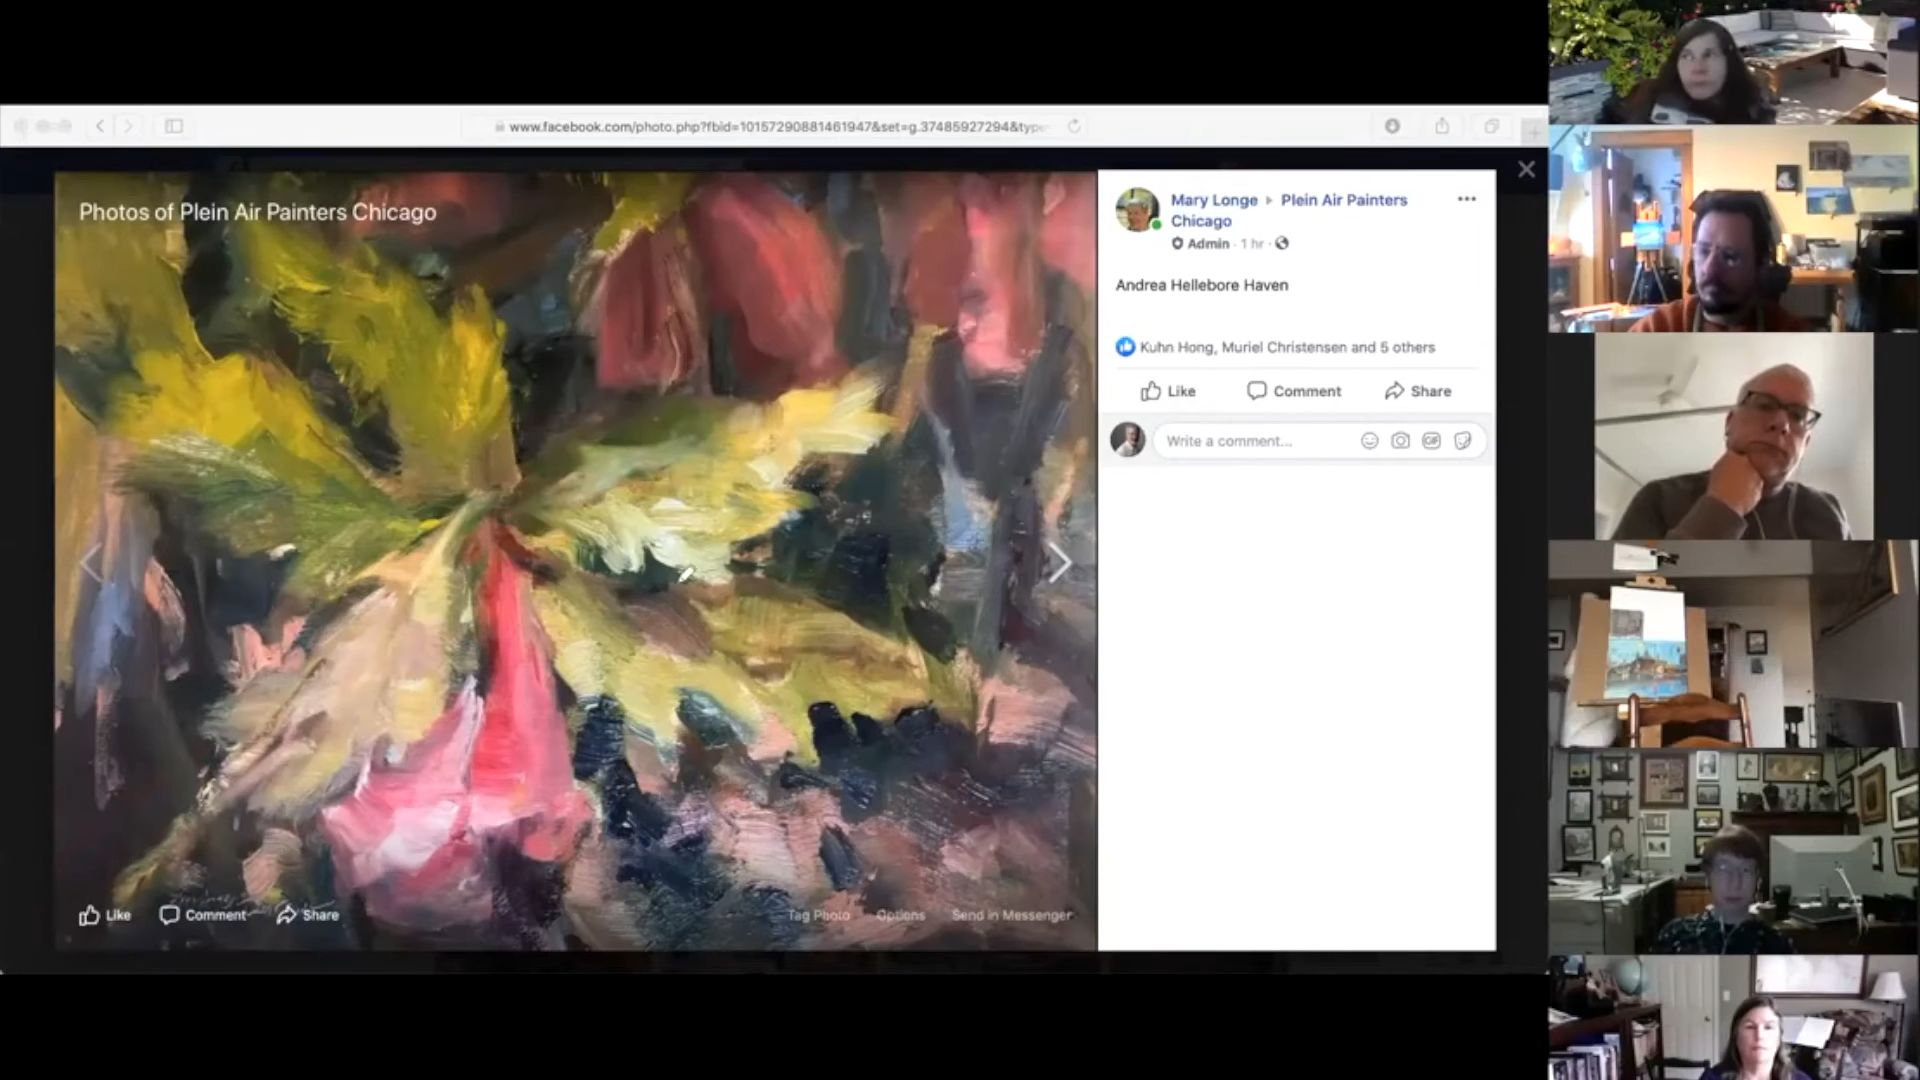 www.facebook.com/photo.php?fbid=10157290881461947&set=g.37485927294&type
Photos of Plein Air Painters Chicago
Mary Longe ▸ Plein Air Painters
Chicago
Admin · 1 hr ·
Andrea Hellebore Haven
Kuhn Hong, Muriel Christensen and 5 others
Like Comment Share
Write a comment...
GIF
Like Comment Share Tag Photo Options Send in Messenger